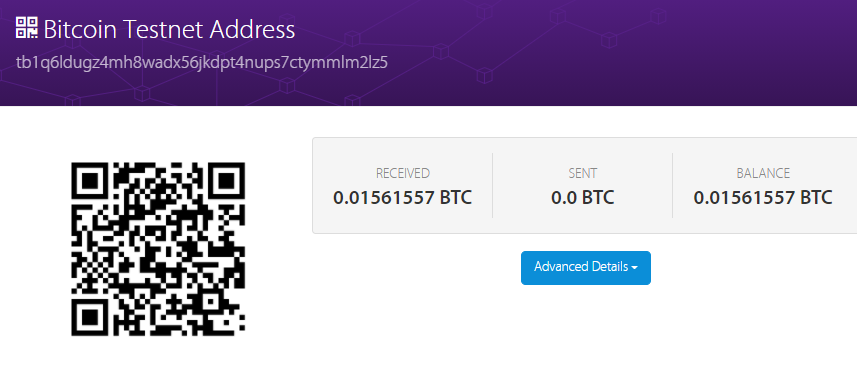 Bitcoin Testnet Address
tb1q6ldugz4mh8wadx56jkdpt4nups7ctymmlm2lz5
RECEIVED
0.01561557 BTC
SENT
0.0 BTC
BALANCE
0.01561557 BTC
Advanced Details